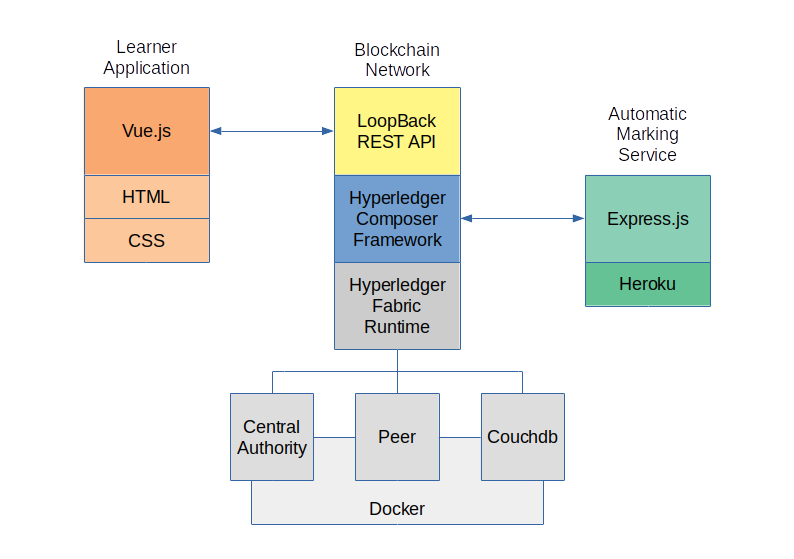 Learner
Application
Blockchain
Network
Automatic
Marking
Service
Vue.js
HTML
CSS
LoopBack
REST API
Hyperledger
Composer
Framework
Hyperledger
Fabric
Runtime
Express.js
Heroku
Central
Authority
Peer
Couchdb
Docker